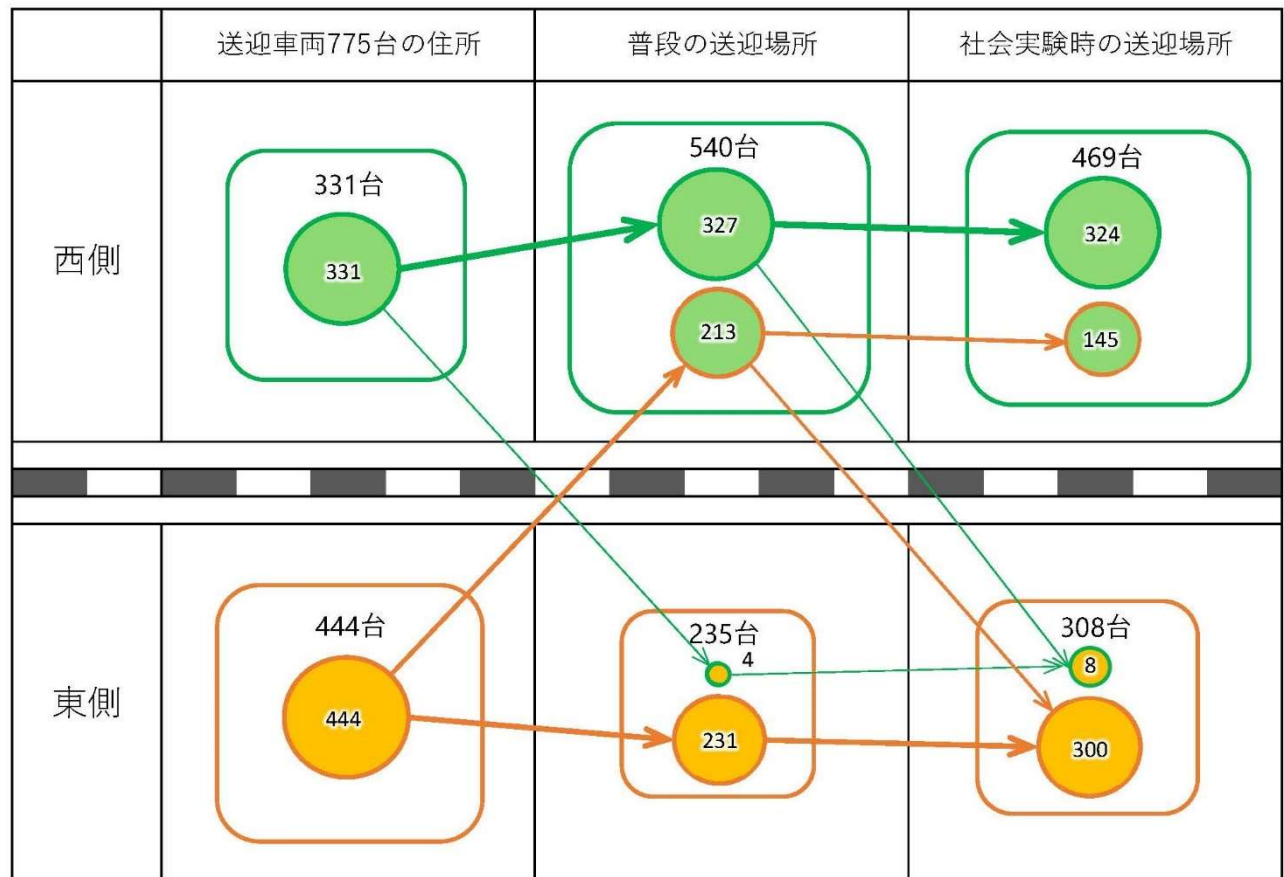 送迎車両775台の住所
普段の送迎場所
社会実験時の送迎場所
西側
331台
331
540台
327
213
469台
324
145
東側
444台
444
235台
4
231
308台
8
300